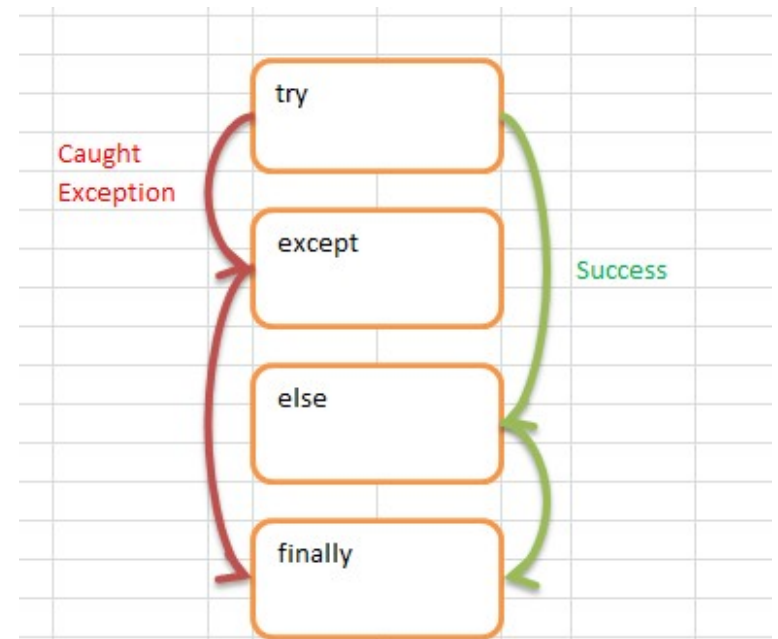 try
Caught
Exception
except
Success
else
finally